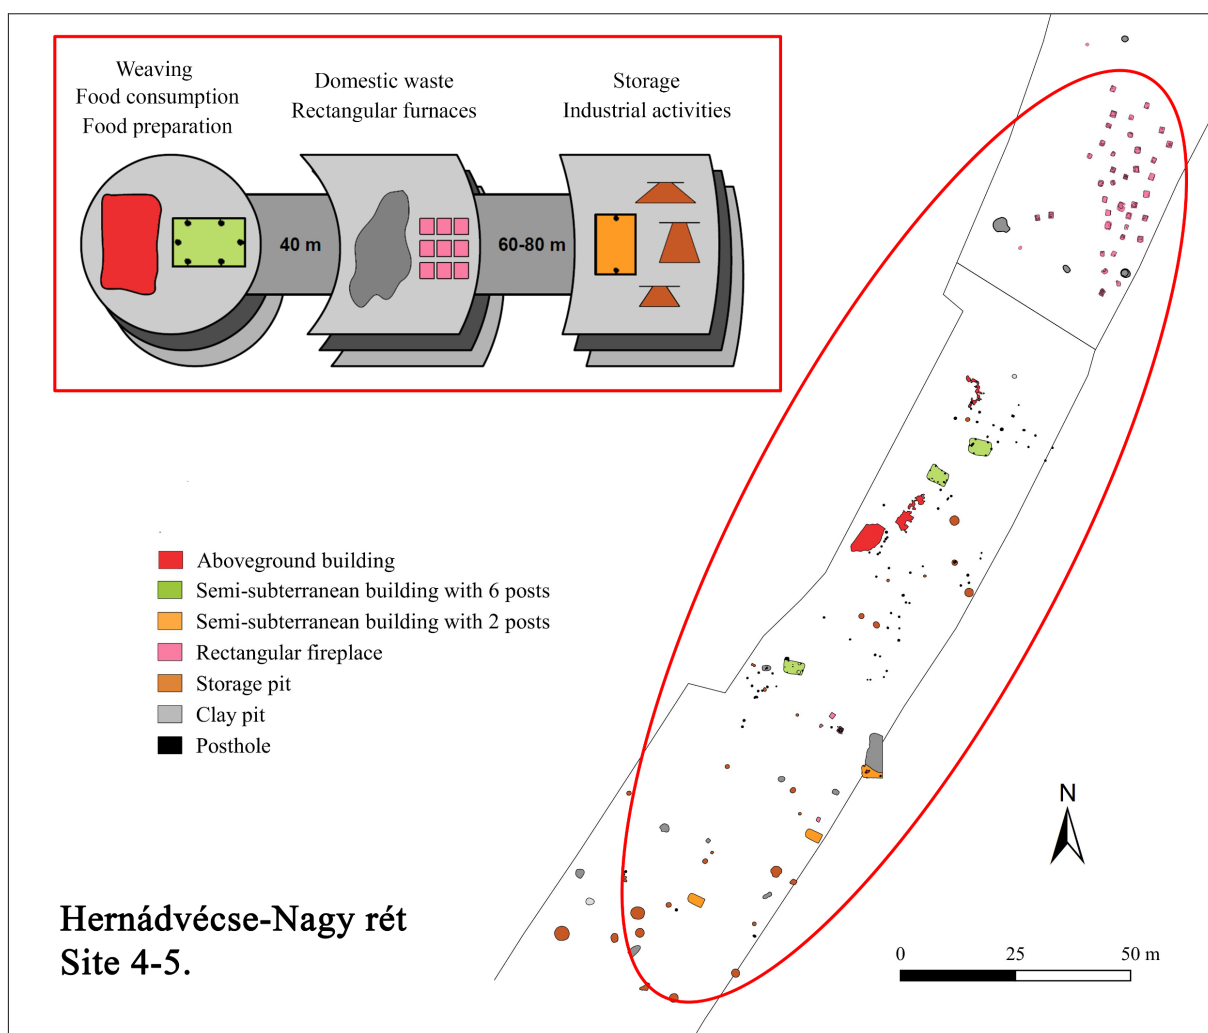 Weaving
Food consumption
Food preparation
Domestic waste
Rectangular furnaces
Storage
Industrial activities
40 m
60-80 m
Aboveground building
Semi-subterranean building with 6 posts
Semi-subterranean building with 2 posts
Rectangular fireplace
Storage pit
Clay pit
Posthole
N
Hernádvécse-Nagy rét
Site 4-5.
0 25 50 m